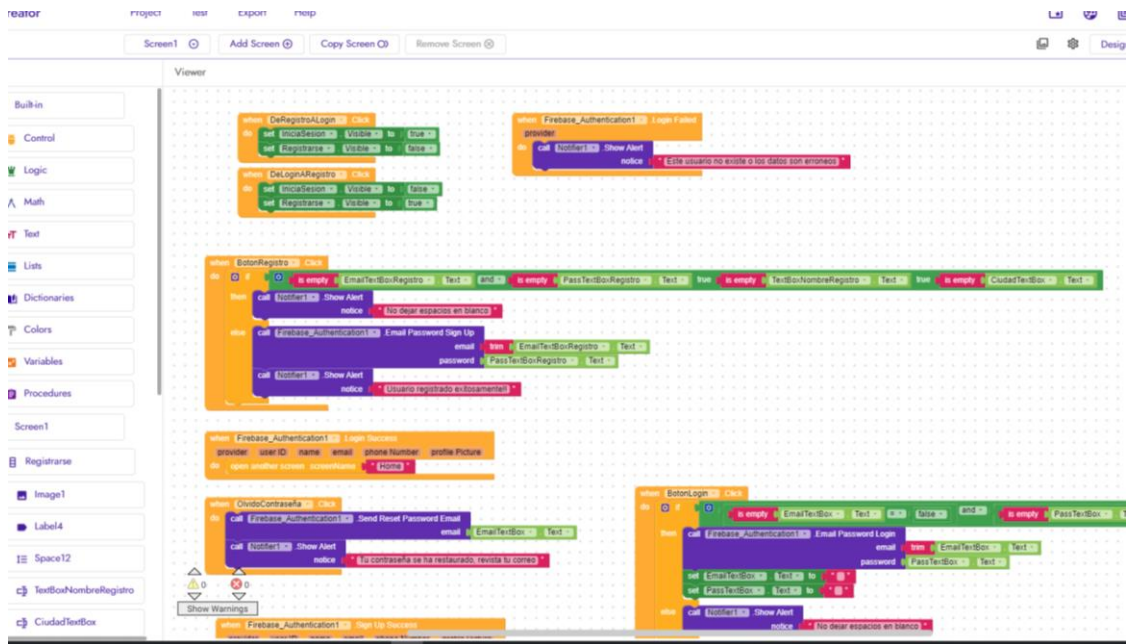 reator Project Test Export Help
Screen1 Add Screen Copy Screen Remove Screen Desig
Viewer
Built-in
Control
Logic
Math
Text
Lists
Dictionaries
Colors
Variables
Procedures
Screen1
Registrarse
Image1
Label4
Space12
TextBoxNombreRegistro
CiudadTextBox
when DeRegistroALogin .Click
do set IniciaSesion . Visible to true
set Registrarse . Visible to false
when DeLoginARegistro .Click
do set IniciaSesion . Visible to false
set Registrarse . Visible to true
when Firebase_Authentication1 .Login Failed
provider
do call Notifier1 .Show Alert
notice " Este usuario no existe o los datos son erroneos "
when BotonRegistro .Click
do if is empty EmailTextBoxRegistro . Text and is empty PassTextBoxRegistro . Text true is empty TextBoxNombreRegistro . Text true is empty CiudadTextBox . Text
then call Notifier1 .Show Alert
notice " No dejar espacios en blanco "
else call Firebase_Authentication1 .Email Password Sign Up
email trim EmailTextBoxRegistro . Text
password PassTextBoxRegistro . Text
call Notifier1 .Show Alert
notice " Usuario registrado exitosamente!! "
when Firebase_Authentication1 .Login Success
provider user ID name email phone Number profile Picture
do open another screen screenName " Home "
when OlvidoContraseña .Click
do call Firebase_Authentication1 .Send Reset Password Email
email EmailTextBox . Text
call Notifier1 .Show Alert
notice " Tu contraseña se ha restaurado, revista tu correo "
0 0
Show Warnings
when Firebase_Authentication1 .Sign Up Success
when BotonLogin .Click
do if is empty EmailTextBox . Text = false and is empty PassTextBox
then call Firebase_Authentication1 .Email Password Login
email trim EmailTextBox . Text
password PassTextBox . Text
set EmailTextBox . Text to " "
set PassTextBox . Text to " "
else call Notifier1 .Show Alert
notice " No dejar espacios en blanco "